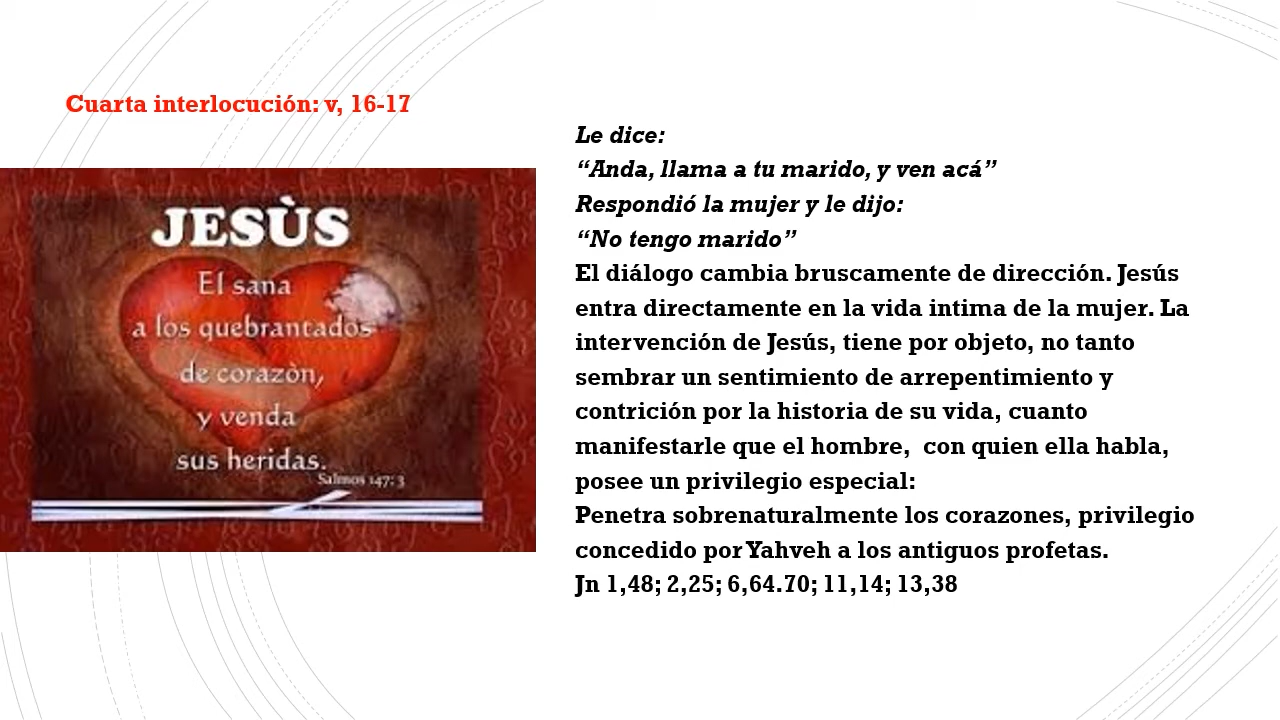 Cuarta interlocución: v, 16-17
JESÙS
El sana
a los quebrantados
de corazòn,
y venda
sus heridas.
Salmos 147: 3
Le dice:
“Anda, llama a tu marido, y ven acá”
Respondió la mujer y le dijo:
“No tengo marido”
El diálogo cambia bruscamente de dirección. Jesús
entra directamente en la vida intima de la mujer. La
intervención de Jesús, tiene por objeto, no tanto
sembrar un sentimiento de arrepentimiento y
contrición por la historia de su vida, cuanto
manifestarle que el hombre,  con quien ella habla,
posee un privilegio especial:
Penetra sobrenaturalmente los corazones, privilegio
concedido por Yahveh a los antiguos profetas.
Jn 1,48; 2,25; 6,64.70; 11,14; 13,38